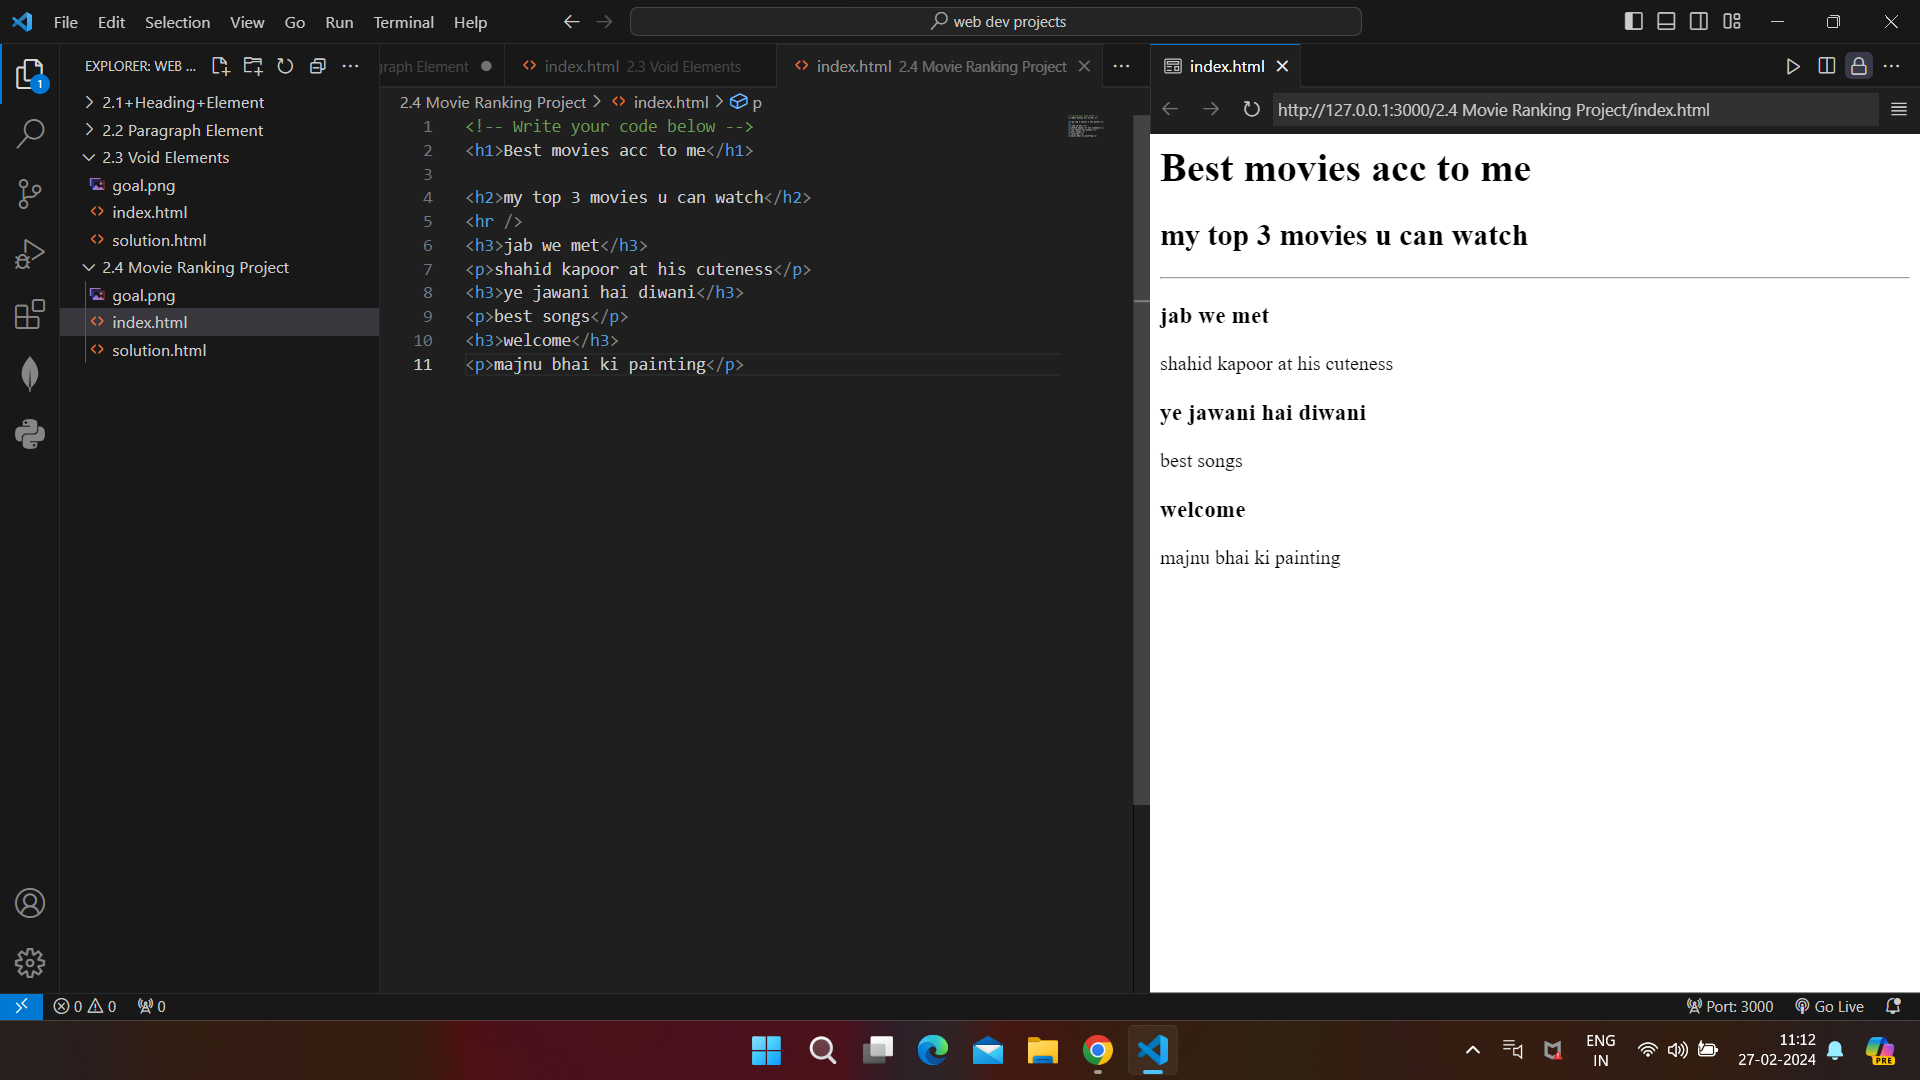 File Edit Selection View Go Run Terminal Help
web dev projects
EXPLORER: WEB ...
2.1+Heading+Element
2.2 Paragraph Element
2.3 Void Elements
goal.png
index.html
solution.html
2.4 Movie Ranking Project
goal.png
index.html
solution.html
1
raph Element
index.html 2.3 Void Elements
index.html 2.4 Movie Ranking Project
2.4 Movie Ranking Project > index.html > p
1 <!-- Write your code below -->
2 <h1>Best movies acc to me</h1>
3
4 <h2>my top 3 movies u can watch</h2>
5 <hr />
6 <h3>jab we met</h3>
7 <p>shahid kapoor at his cuteness</p>
8 <h3>ye jawani hai diwani</h3>
9 <p>best songs</p>
10 <h3>welcome</h3>
11 <p>majnu bhai ki painting</p>
index.html
http://127.0.0.1:3000/2.4 Movie Ranking Project/index.html
Best movies acc to me
my top 3 movies u can watch
jab we met
shahid kapoor at his cuteness
ye jawani hai diwani
best songs
welcome
majnu bhai ki painting
0 0 0
Port: 3000 Go Live
ENG
IN
11:12
27-02-2024
PRE